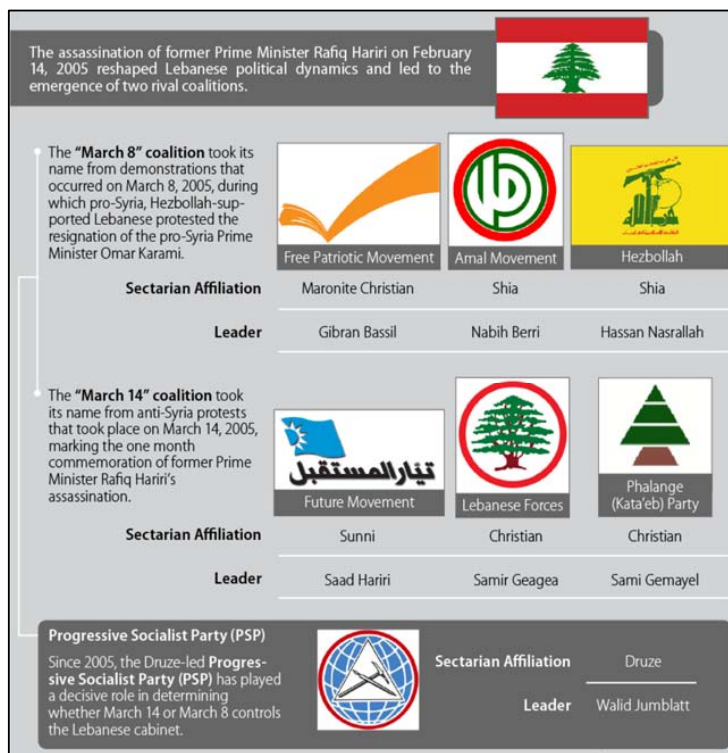 The assassination of former Prime Minister Rafiq Hariri on February
14, 2005 reshaped Lebanese political dynamics and led to the
emergence of two rival coalitions.
The “March 8” coalition took its
name from demonstrations that
occurred on March 8, 2005, during
which pro-Syria, Hezbollah-sup-
ported Lebanese protested the
resignation of the pro-Syria Prime
Minister Omar Karami.
Free Patriotic Movement
Amal Movement
Hezbollah
Sectarian Affiliation Maronite Christian Shia Shia
Leader Gibran Bassil Nabih Berri Hassan Nasrallah
The “March 14” coalition took
its name from anti-Syria protests
that took place on March 14, 2005,
marking the one month
commemoration of former Prime
Minister Rafiq Hariri’s
assassination.
تيّار المستقبل
Future Movement
Lebanese Forces
Phalange
(Kata’eb) Party
Sectarian Affiliation Sunni Christian Christian
Leader Saad Hariri Samir Geagea Sami Gemayel
Progressive Socialist Party (PSP)
Since 2005, the Druze-led Progres-
sive Socialist Party (PSP) has played
a decisive role in determining
whether March 14 or March 8 controls
the Lebanese cabinet.
Sectarian Affiliation Druze
Leader Walid Jumblatt